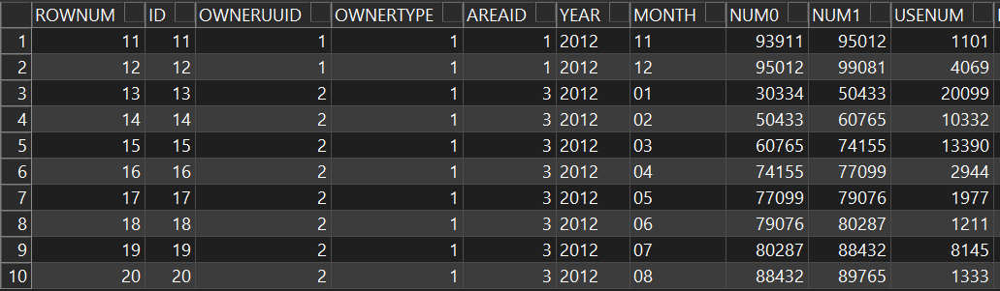 ROWNUM ID OWNERUUID OWNERTYPE AREAID YEAR MONTH NUM0 NUM1 USENUM
1 11 11 1 1 1 2012 11 93911 95012 1101
2 12 12 1 1 1 2012 12 95012 99081 4069
3 13 13 2 1 3 2012 01 30334 50433 20099
4 14 14 2 1 3 2012 02 50433 60765 10332
5 15 15 2 1 3 2012 03 60765 74155 13390
6 16 16 2 1 3 2012 04 74155 77099 2944
7 17 17 2 1 3 2012 05 77099 79076 1977
8 18 18 2 1 3 2012 06 79076 80287 1211
9 19 19 2 1 3 2012 07 80287 88432 8145
10 20 20 2 1 3 2012 08 88432 89765 1333